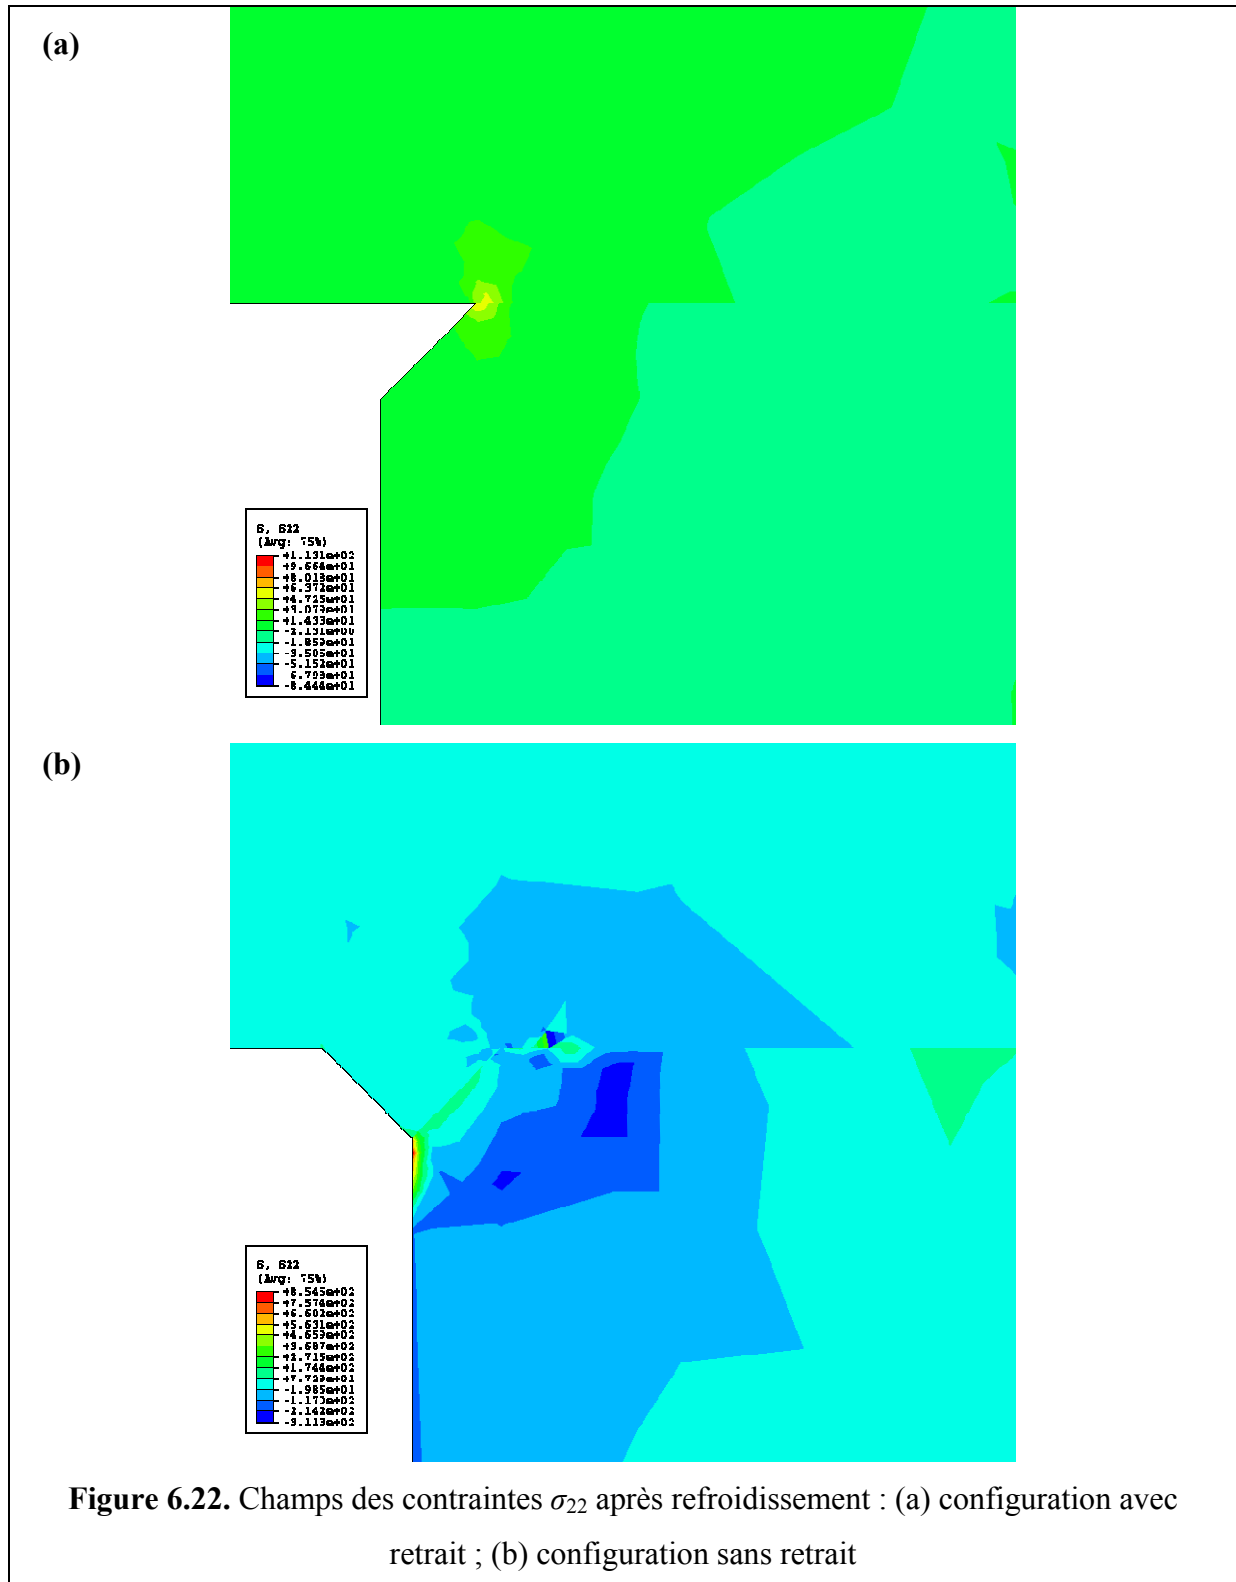 (a)
S, S22
(Avg: 75%)
+1.131e+02
+9.664e+01
+8.018e+01
+6.372e+01
+4.725e+01
+3.079e+01
+1.433e+01
-2.131e+00
-1.859e+01
-3.505e+01
-5.152e+01
6.798e+01
-8.444e+01
(b)
S, S22
(Avg: 75%)
+8.545e+02
+7.574e+02
+6.602e+02
+5.631e+02
+4.659e+02
+3.687e+02
+2.715e+02
+1.744e+02
+7.723e+01
-1.985e+01
-1.170e+02
-2.142e+02
-3.113e+02
Figure 6.22. Champs des contraintes σ22 après refroidissement : (a) configuration avec
retrait ; (b) configuration sans retrait